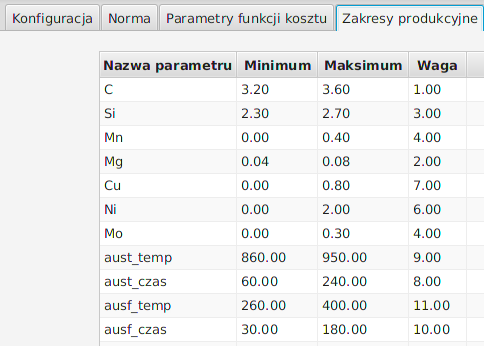 Konfiguracja Norma Parametry funkcji kosztu Zakresy produkcyjne
Nazwa parametru Minimum Maksimum Waga
C 3.20 3.60 1.00
Si 2.30 2.70 3.00
Mn 0.00 0.40 4.00
Mg 0.04 0.08 2.00
Cu 0.00 0.80 7.00
Ni 0.00 2.00 6.00
Mo 0.00 0.30 4.00
aust_temp 860.00 950.00 9.00
aust_czas 60.00 240.00 8.00
ausf_temp 260.00 400.00 11.00
ausf_czas 30.00 180.00 10.00